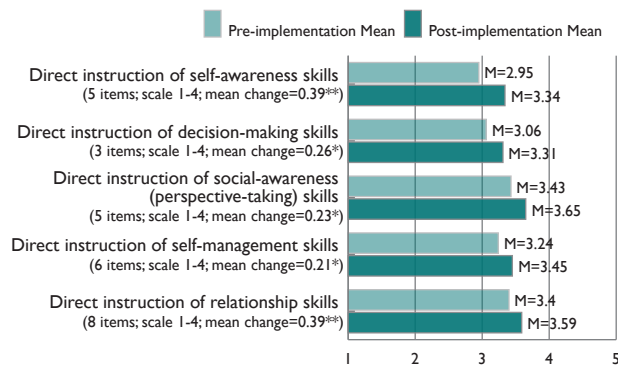 Pre-implementation Mean Post-implementation Mean
Direct instruction of self-awareness skills
(5 items; scale 1-4; mean change=0.39**)
M=2.95
M=3.34
Direct instruction of decision-making skills
(3 items; scale 1-4; mean change=0.26*)
M=3.06
M=3.31
Direct instruction of social-awareness
(perspective-taking) skills
(5 items; scale 1-4; mean change=0.23*)
M=3.43
M=3.65
Direct instruction of self-management skills
(6 items; scale 1-4; mean change=0.21*)
M=3.24
M=3.45
Direct instruction of relationship skills
(8 items; scale 1-4; mean change=0.39**)
M=3.4
M=3.59
1 2 3 4 5